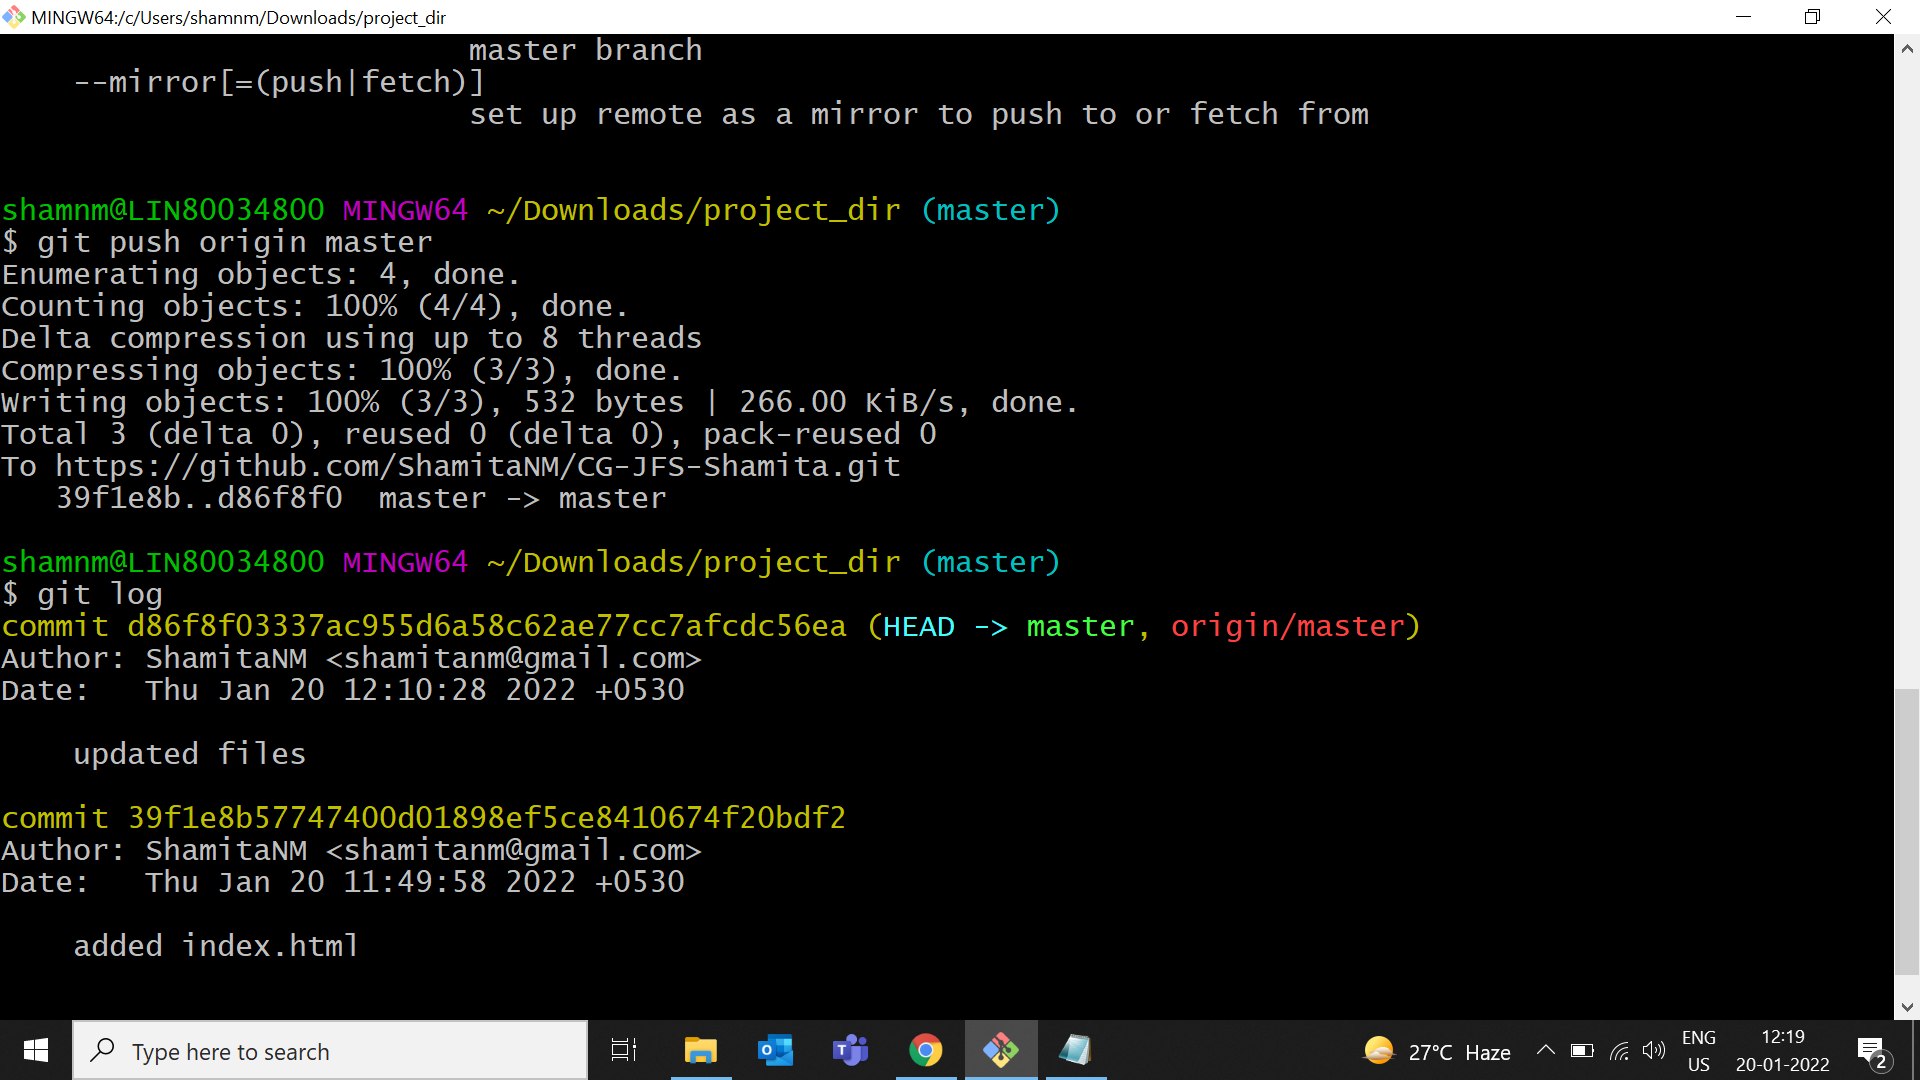 MINGW64:/c/Users/shamnm/Downloads/project_dir
master branch
--mirror[=(push|fetch)]
set up remote as a mirror to push to or fetch from
shamnm@LIN80034800 MINGW64 ~/Downloads/project_dir (master)
$ git push origin master
Enumerating objects: 4, done.
Counting objects: 100% (4/4), done.
Delta compression using up to 8 threads
Compressing objects: 100% (3/3), done.
Writing objects: 100% (3/3), 532 bytes | 266.00 KiB/s, done.
Total 3 (delta 0), reused 0 (delta 0), pack-reused 0
To https://github.com/ShamitaNM/CG-JFS-Shamita.git
39f1e8b..d86f8f0  master -> master
shamnm@LIN80034800 MINGW64 ~/Downloads/project_dir (master)
$ git log
commit d86f8f03337ac955d6a58c62ae77cc7afcdc56ea (HEAD -> master, origin/master)
Author: ShamitaNM <shamitanm@gmail.com>
Date:   Thu Jan 20 12:10:28 2022 +0530
updated files
commit 39f1e8b57747400d01898ef5ce8410674f20bdf2
Author: ShamitaNM <shamitanm@gmail.com>
Date:   Thu Jan 20 11:49:58 2022 +0530
added index.html
Type here to search
27°C Haze
ENG
US
12:19
20-01-2022
2